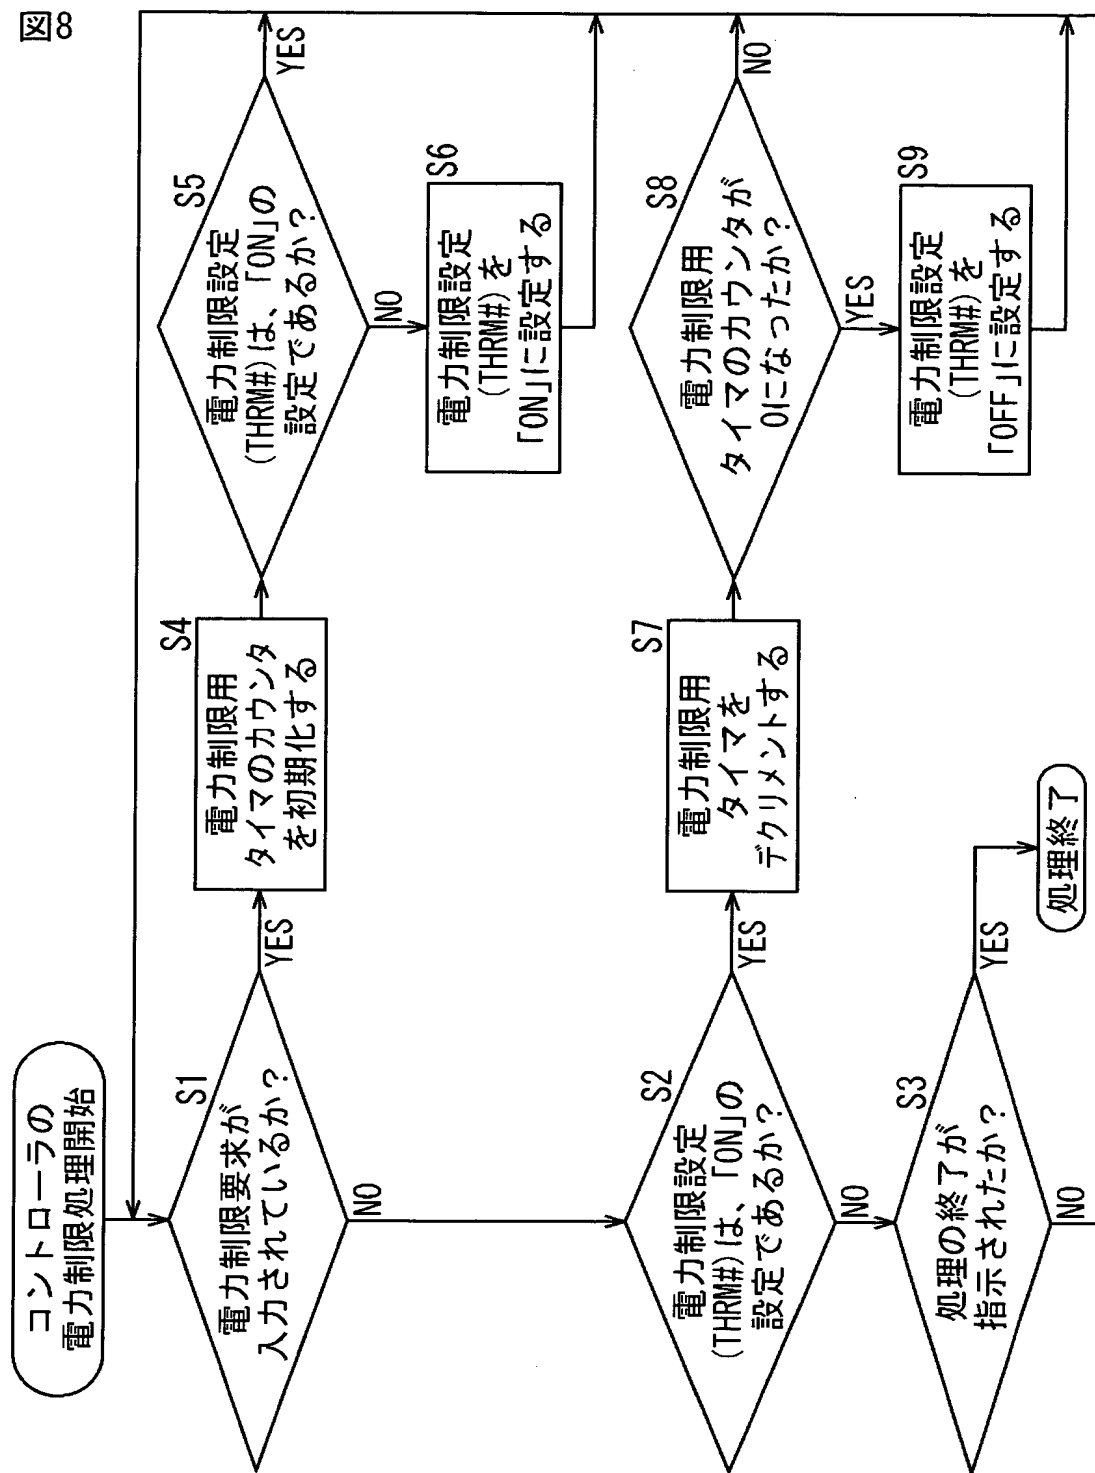 図8
コントローラの
電力制限処理開始
S1
電力制限要求が
入力されているか?
YES
NO
S4
電力制限用
タイマのカウンタ
を初期化する
S5
電力制限設定
(THRM#)は、「ON」の
設定であるか?
YES
NO
S6
電力制限設定
(THRM#)を
「ON」に設定する
S2
電力制限設定
(THRM#)は、「ON」の
設定であるか?
YES
NO
S7
電力制限用
タイマを
デクリメントする
S8
電力制限用
タイマのカウンタが
0になったか?
NO
YES
S9
電力制限設定
(THRM#)を
「OFF」に設定する
S3
処理の終了が
指示されたか?
YES
NO
処理終了